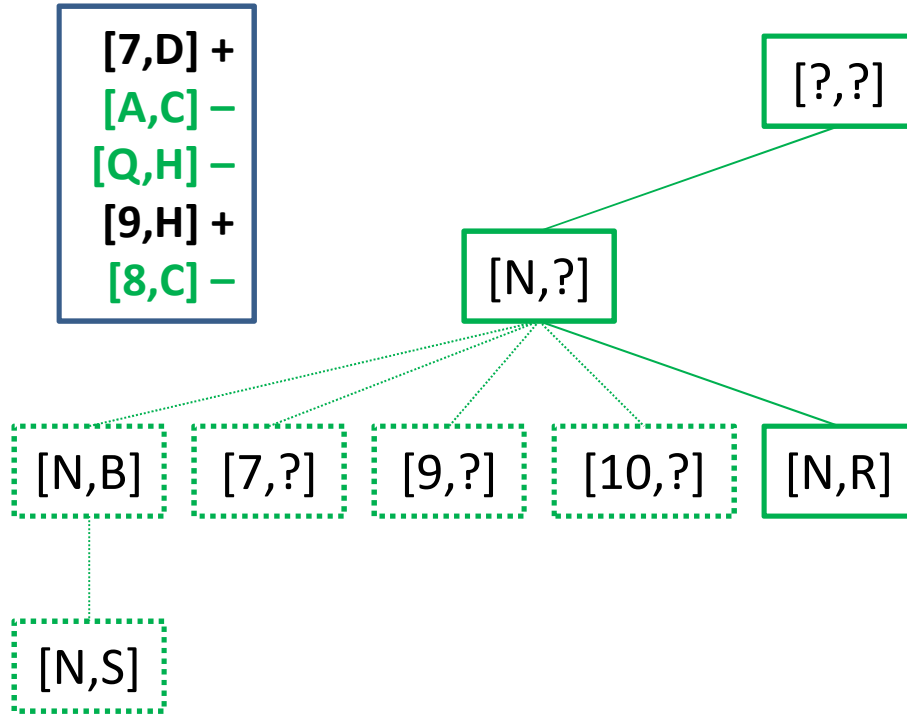 [7,D] +
[A,C] –
[Q,H] –
[9,H] +
[8,C] –
[?,?]
[N,?]
[N,B]
[7,?]
[9,?]
[10,?]
[N,R]
[N,S]